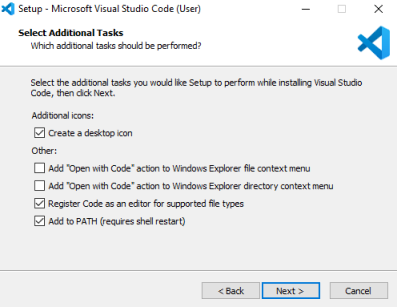 Setup - Microsoft Visual Studio Code (User)
Select Additional Tasks
Which additional tasks should be performed?
Select the additional tasks you would like Setup to perform while installing Visual Studio
Code, then click Next.
Additional icons:
Create a desktop icon
Other:
Add "Open with Code" action to Windows Explorer file context menu
Add "Open with Code" action to Windows Explorer directory context menu
Register Code as an editor for supported file types
Add to PATH (requires shell restart)
< Back
Next >
Cancel